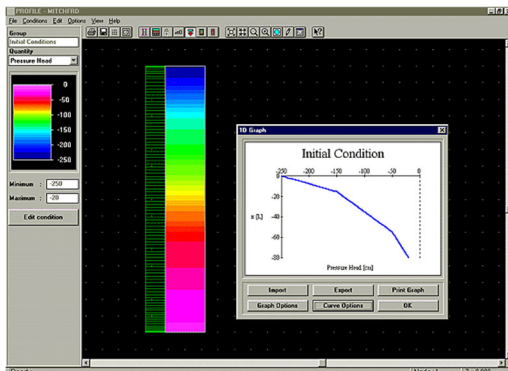 PROFILE - MITCHFRO
File Conditions Edit Options View Help
Group
Initial Conditions
Quantity
Pressure Head
0
-50
-100
-150
-200
-250
Minimum : -250
Maximum : -20
Edit condition
1D Graph
Initial Condition
-250 -200 -150 -100 -50 0
0
-20
-40
-60
-80
z [L]
Pressure Head [cm]
Import Export Print Graph
Graph Options Curve Options OK